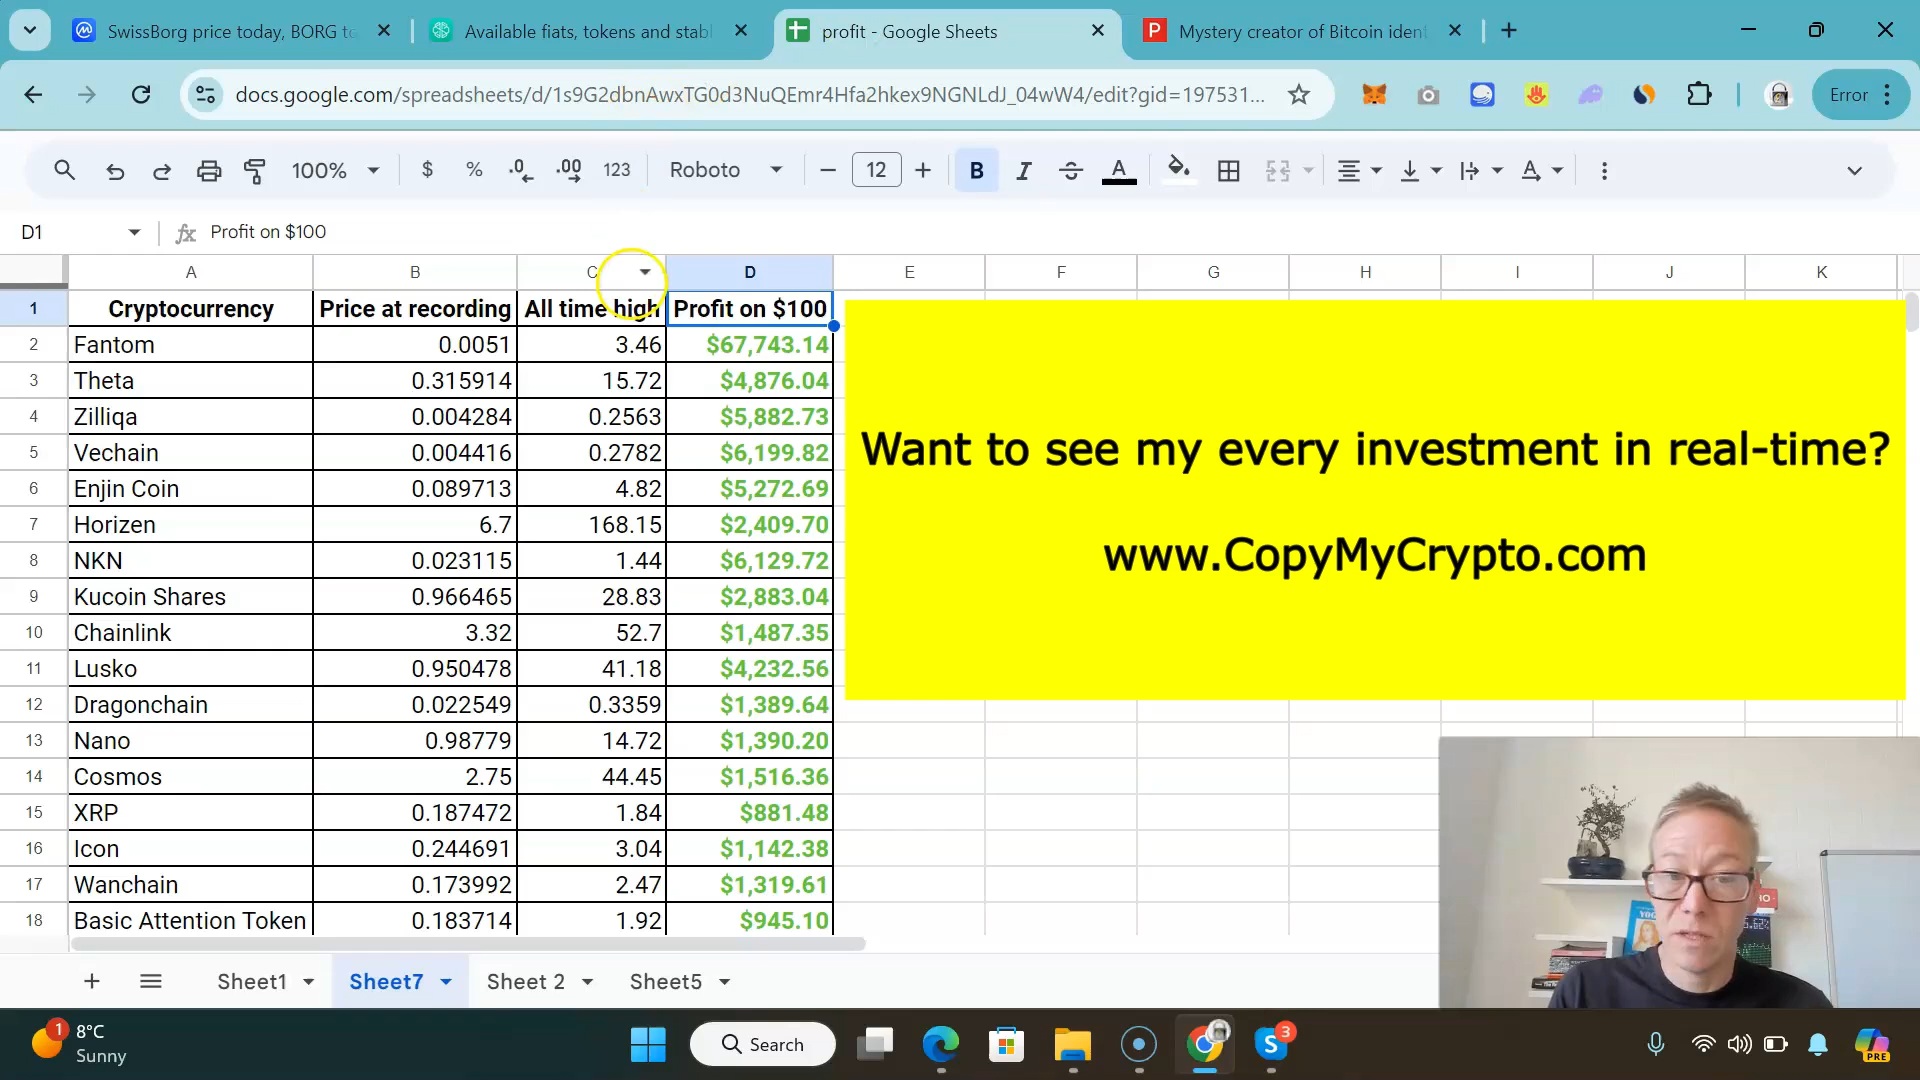 SwissBorg price today, BORG to
Available fiats, tokens and stabl
profit - Google Sheets
Mystery creator of Bitcoin iden
docs.google.com/spreadsheets/d/1s9G2dbnAwxTG0d3NuQEmr4Hfa2hkex9NGNLdJ_04wW4/edit?gid=197531...
Error
100% $ % .0 .00 123 Roboto 12 B I A
D1 Profit on $100
A B C D E F G H I J K
1 Cryptocurrency Price at recording All time high Profit on $100
2 Fantom 0.0051 3.46 $67,743.14
3 Theta 0.315914 15.72 $4,876.04
4 Zilliqa 0.004284 0.2563 $5,882.73
5 Vechain 0.004416 0.2782 $6,199.82
6 Enjin Coin 0.089713 4.82 $5,272.69
7 Horizen 6.7 168.15 $2,409.70
8 NKN 0.023115 1.44 $6,129.72
9 Kucoin Shares 0.966465 28.83 $2,883.04
10 Chainlink 3.32 52.7 $1,487.35
11 Lusko 0.950478 41.18 $4,232.56
12 Dragonchain 0.022549 0.3359 $1,389.64
13 Nano 0.98779 14.72 $1,390.20
14 Cosmos 2.75 44.45 $1,516.36
15 XRP 0.187472 1.84 $881.48
16 Icon 0.244691 3.04 $1,142.38
17 Wanchain 0.173992 2.47 $1,319.61
18 Basic Attention Token 0.183714 1.92 $945.10
Want to see my every investment in real-time?
www.CopyMyCrypto.com
Sheet1 Sheet7 Sheet 2 Sheet5
1 8°C
Sunny
Search
3
PRE